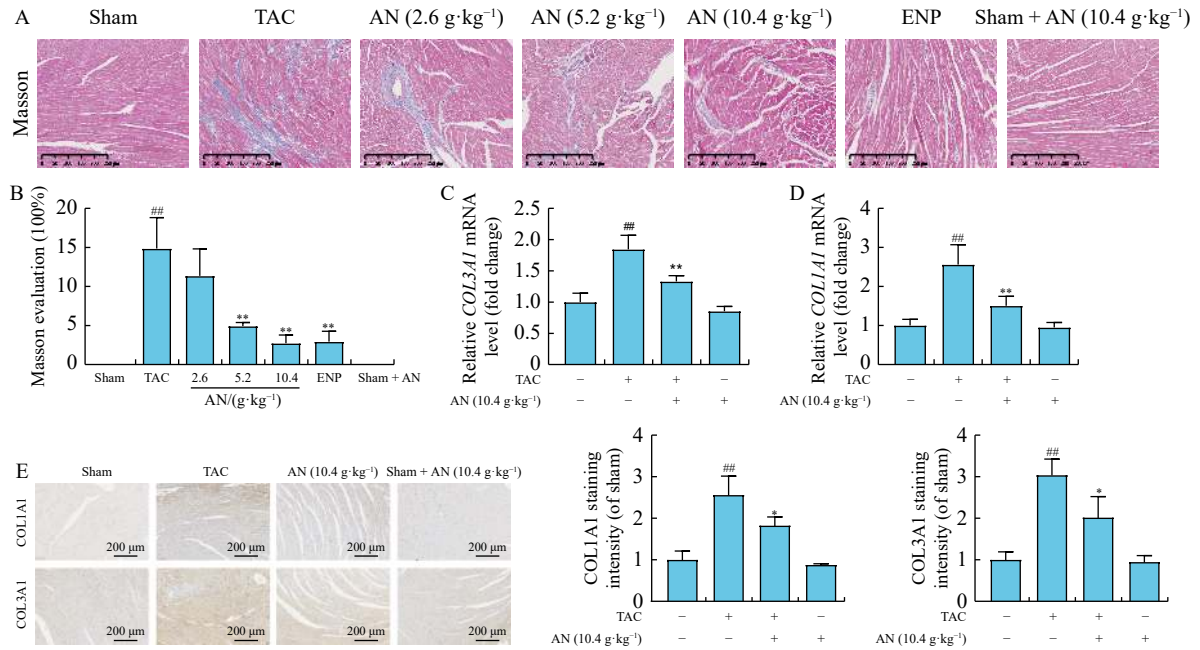 A
Sham
TAC
AN (2.6 g·kg⁻¹)
AN (5.2 g·kg⁻¹)
AN (10.4 g·kg⁻¹)
ENP
Sham + AN (10.4 g·kg⁻¹)
Masson
B
Masson evaluation (100%)
20
15
10
5
0
##
**
**
**
Sham
TAC
2.6
5.2
10.4
ENP
Sham + AN
AN/(g·kg⁻¹)
C
Relative COL3A1 mRNA
level (fold change)
2.5
2.0
1.5
1.0
0.5
0
##
**
TAC − + + −
AN (10.4 g·kg⁻¹) − − + +
D
Relative COL1A1 mRNA
level (fold change)
4
3
2
1
0
##
**
TAC − + + −
AN (10.4 g·kg⁻¹) − − + +
E
Sham
TAC
AN (10.4 g·kg⁻¹)
Sham + AN (10.4 g·kg⁻¹)
COL1A1
200 μm
200 μm
200 μm
200 μm
COL3A1
200 μm
200 μm
200 μm
200 μm
COL1A1 staining
intensity (of sham)
4
3
2
1
0
##
*
TAC − + + −
AN (10.4 g·kg⁻¹) − − + +
COL3A1 staining
intensity (of sham)
4
3
2
1
0
##
*
TAC − + + −
AN (10.4 g·kg⁻¹) − − + +